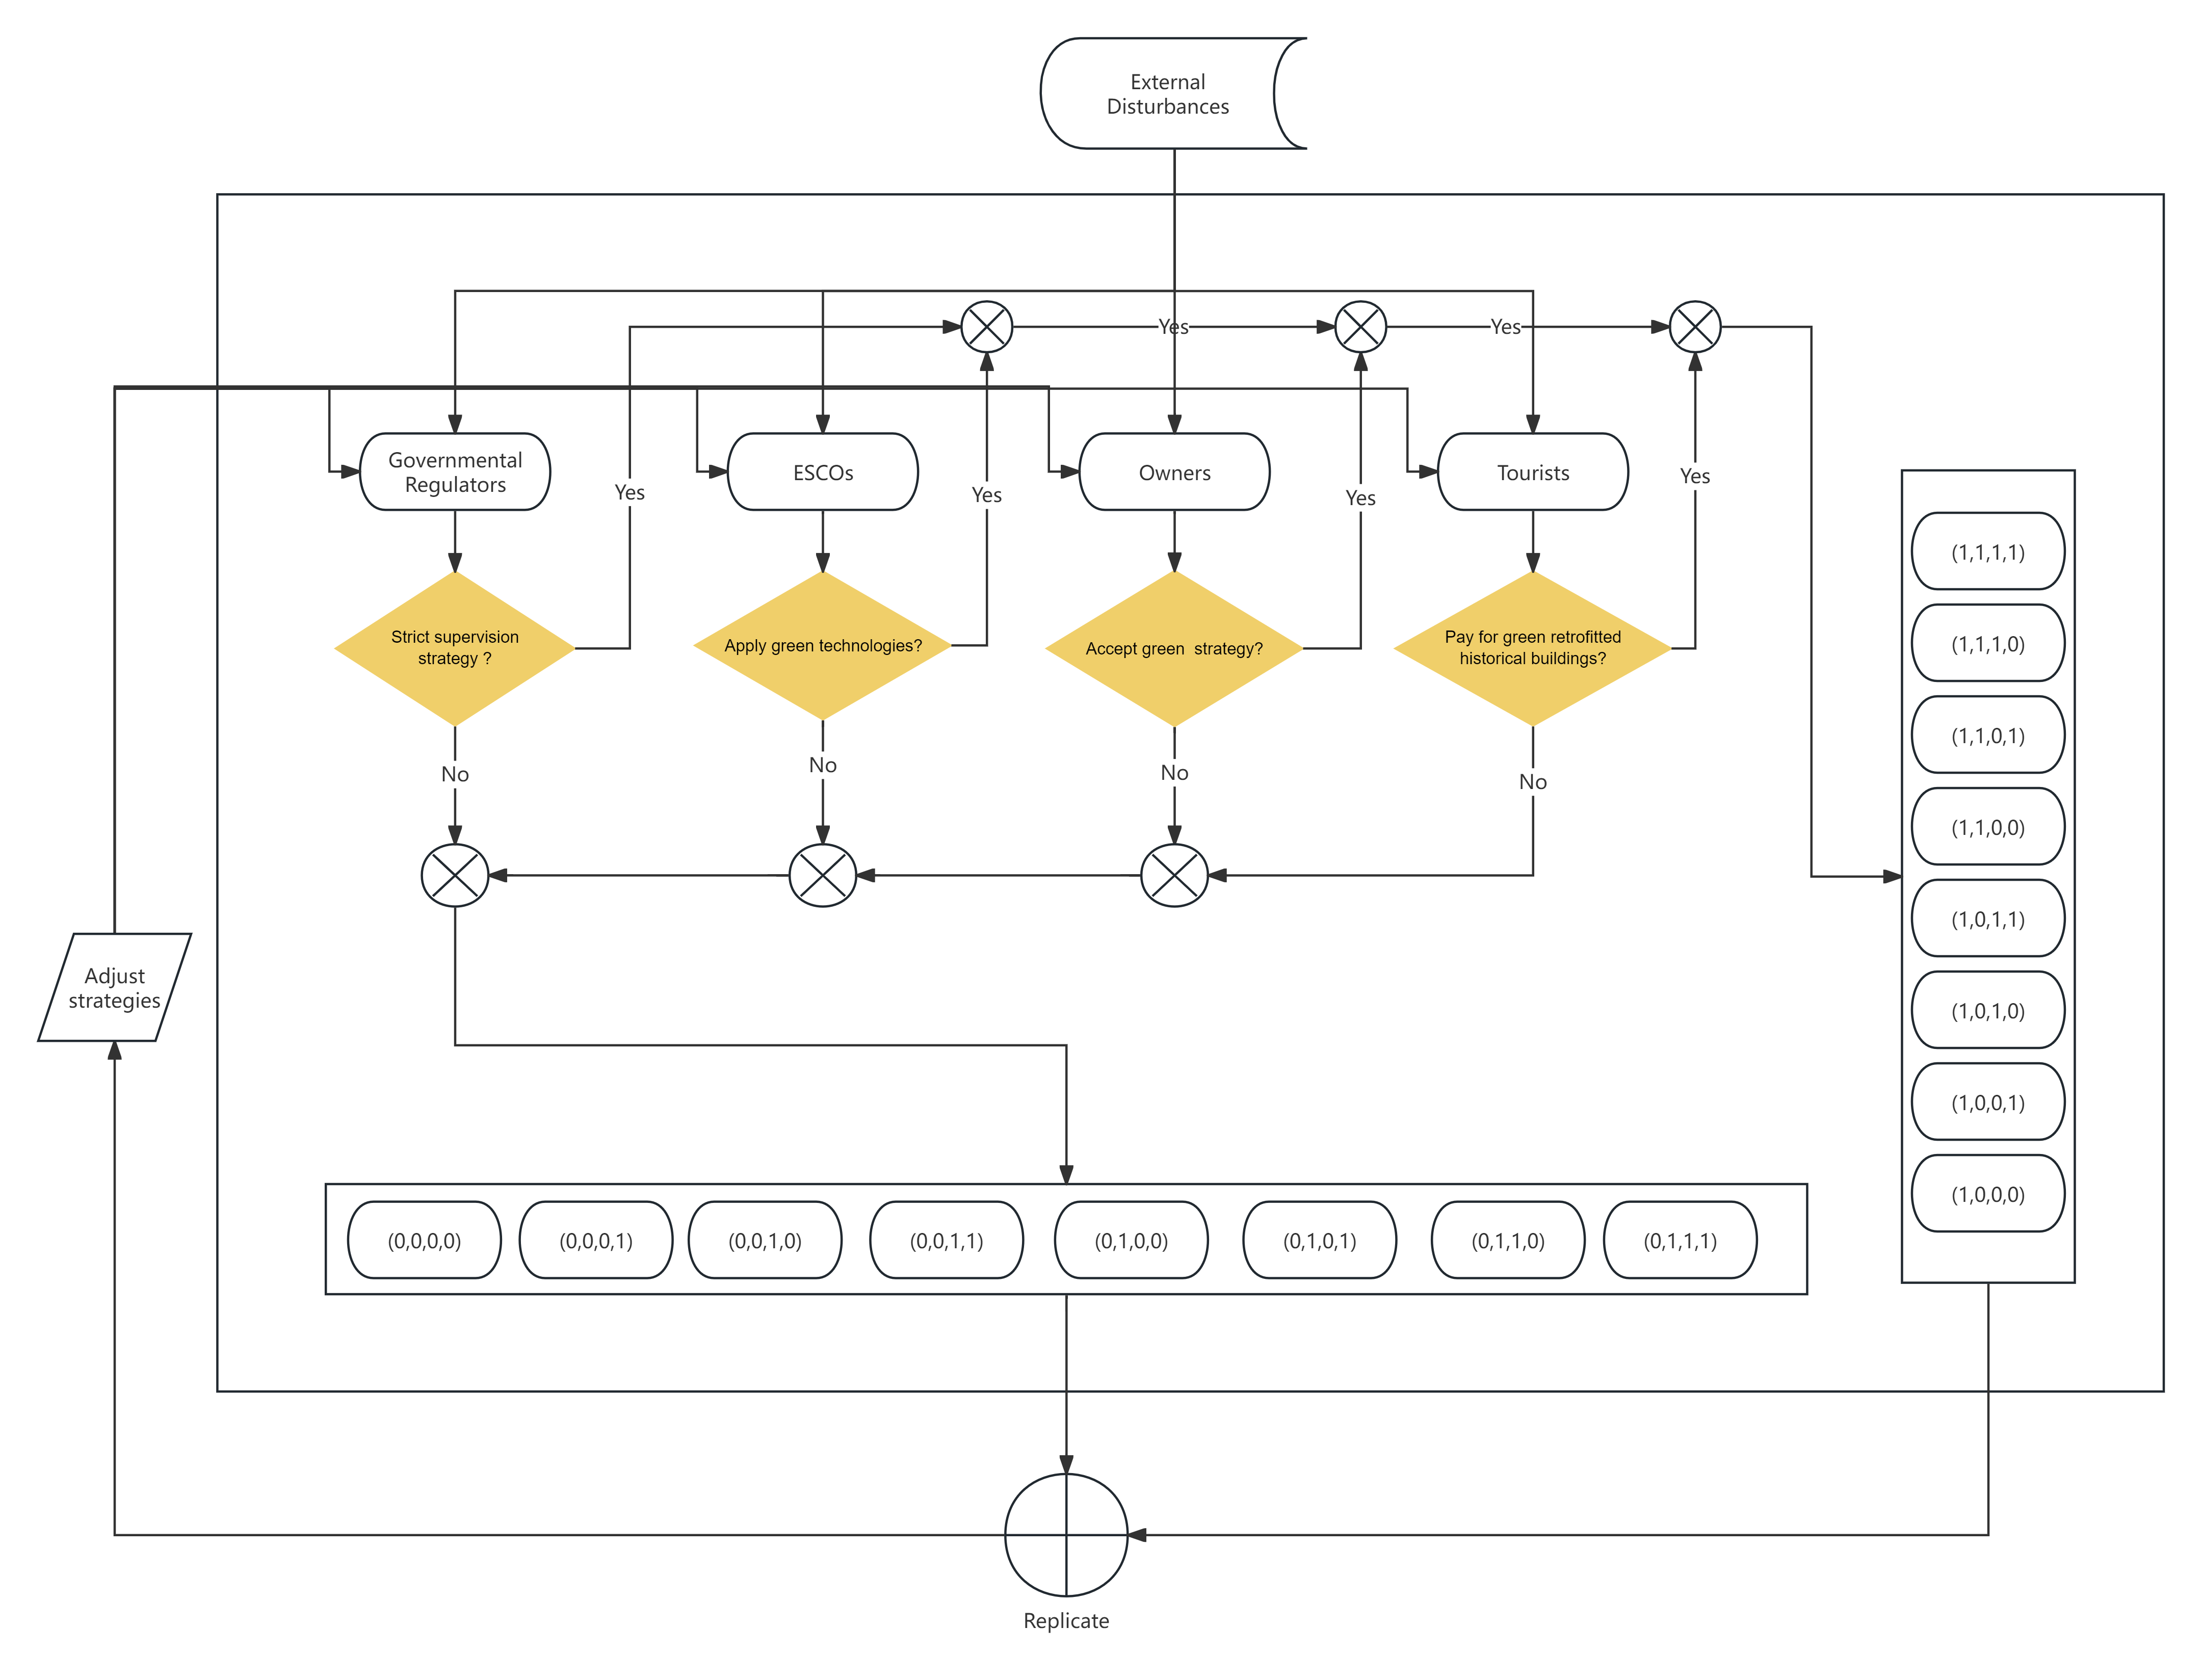 External
Disturbances
Yes
Yes
Governmental
Regulators
ESCOs
Owners
Tourists
Yes
Yes
Yes
Yes
Strict supervision
strategy ?
Apply green technologies?
Accept green  strategy?
Pay for green retrofitted
historical buildings?
No
No
No
No
(1,1,1,1)
(1,1,1,0)
(1,1,0,1)
(1,1,0,0)
(1,0,1,1)
(1,0,1,0)
(1,0,0,1)
(1,0,0,0)
Adjust
strategies
(0,0,0,0)
(0,0,0,1)
(0,0,1,0)
(0,0,1,1)
(0,1,0,0)
(0,1,0,1)
(0,1,1,0)
(0,1,1,1)
Replicate